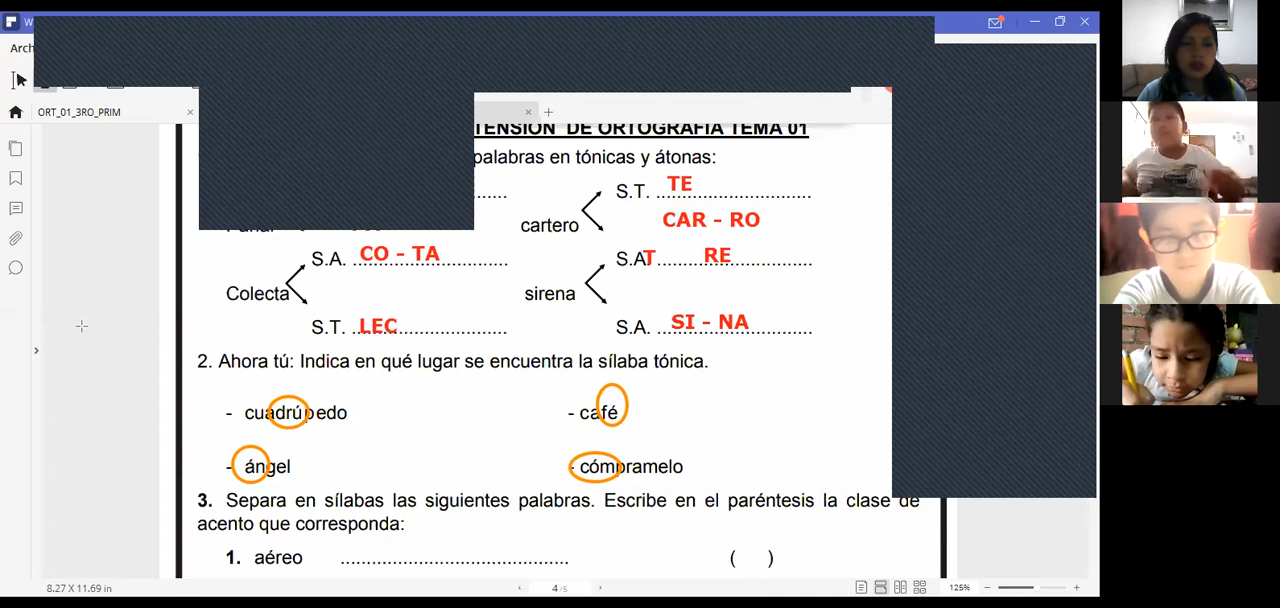 W
Arch
ORT_01_3RO_PRIM
TENSIÓN DE ORTOGRAFÍA TEMA 01
palabras en tónicas y átonas:
S.T. TE
cartero
CAR - RO
S.A. CO - TA
Colecta
S.T. LEC
S.AT RE
sirena
S.A. SI - NA
2. Ahora tú: Indica en qué lugar se encuentra la sílaba tónica.
- cuadrúpedo - café
- ángel - cómpramelo
3. Separa en sílabas las siguientes palabras. Escribe en el paréntesis la clase de
acento que corresponda:
1. aéreo ............................................ ( )
8.27 X 11.69 in 4/5 125%